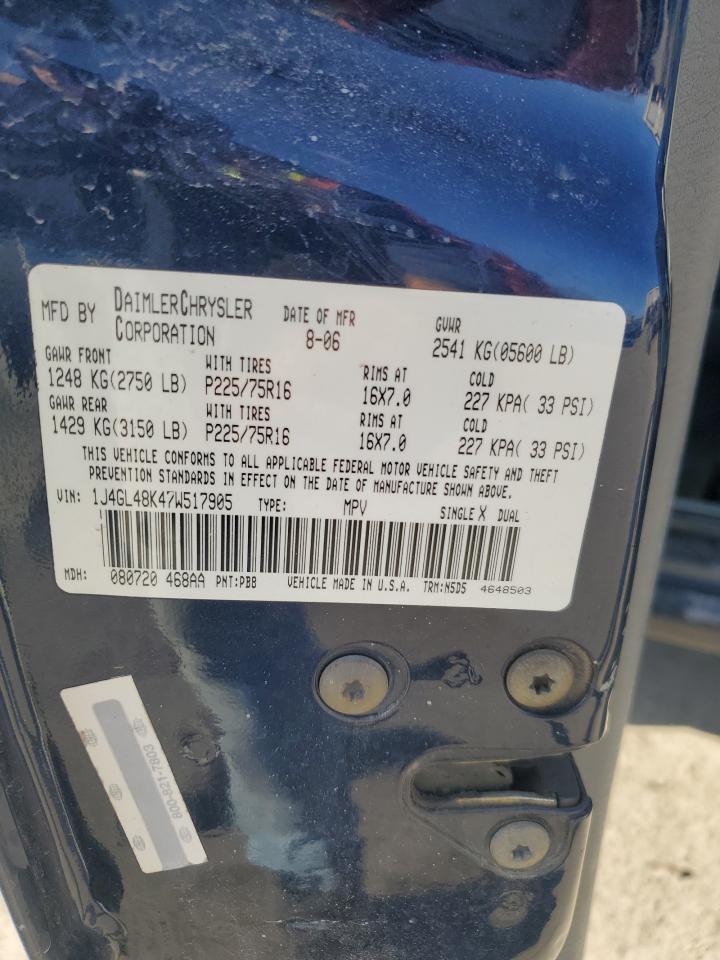 MFD BY DAIMLERCHRYSLER CORPORATION DATE OF MFR 8-06 GVWR 2541 KG(05600 LB)
GAWR FRONT WITH TIRES RIMS AT COLD
1248 KG(2750 LB) P225/75R16 16X7.0 227 KPA( 33 PSI)
GAWR REAR WITH TIRES RIMS AT COLD
1429 KG(3150 LB) P225/75R16 16X7.0 227 KPA( 33 PSI)
THIS VEHICLE CONFORMS TO ALL APPLICABLE FEDERAL MOTOR VEHICLE SAFETY AND THEFT
PREVENTION STANDARDS IN EFFECT ON THE DATE OF MANUFACTURE SHOWN ABOVE.
VIN: 1J4GL48K47W517905 TYPE: MPV SINGLE X DUAL
MDH: 080720 468AA PNT:PB8 VEHICLE MADE IN U.S.A. TRM:N5D5 4648503
800-821-7803